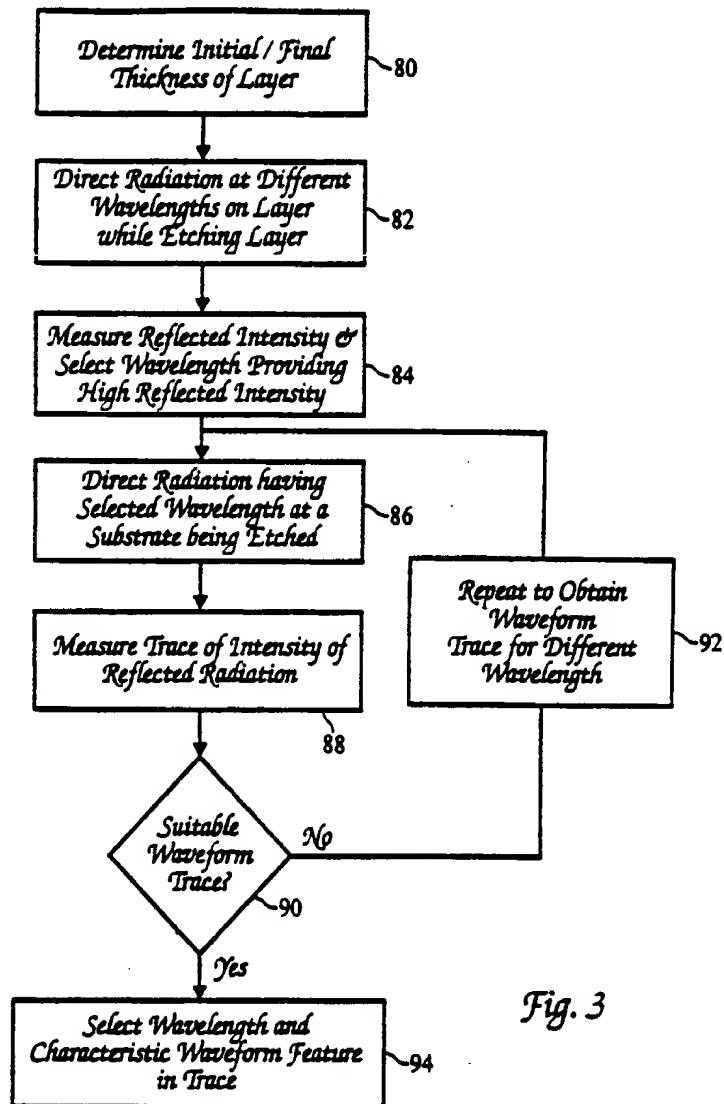 Determine Initial / Final
Thickness of Layer
80
Direct Radiation at Different
Wavelengths on Layer
while Etching Layer
82
Measure Reflected Intensity &
Select Wavelength Providing
High Reflected Intensity
84
Direct Radiation having
Selected Wavelength at a
Substrate being Etched
86
Repeat to Obtain
Waveform
Trace for Different
Wavelength
92
Measure Trace of Intensity of
Reflected Radiation
88
Suitable
Waveform
Trace?
No
90
Yes
Select Wavelength and
Characteristic Waveform Feature
in Trace
94
Fig. 3